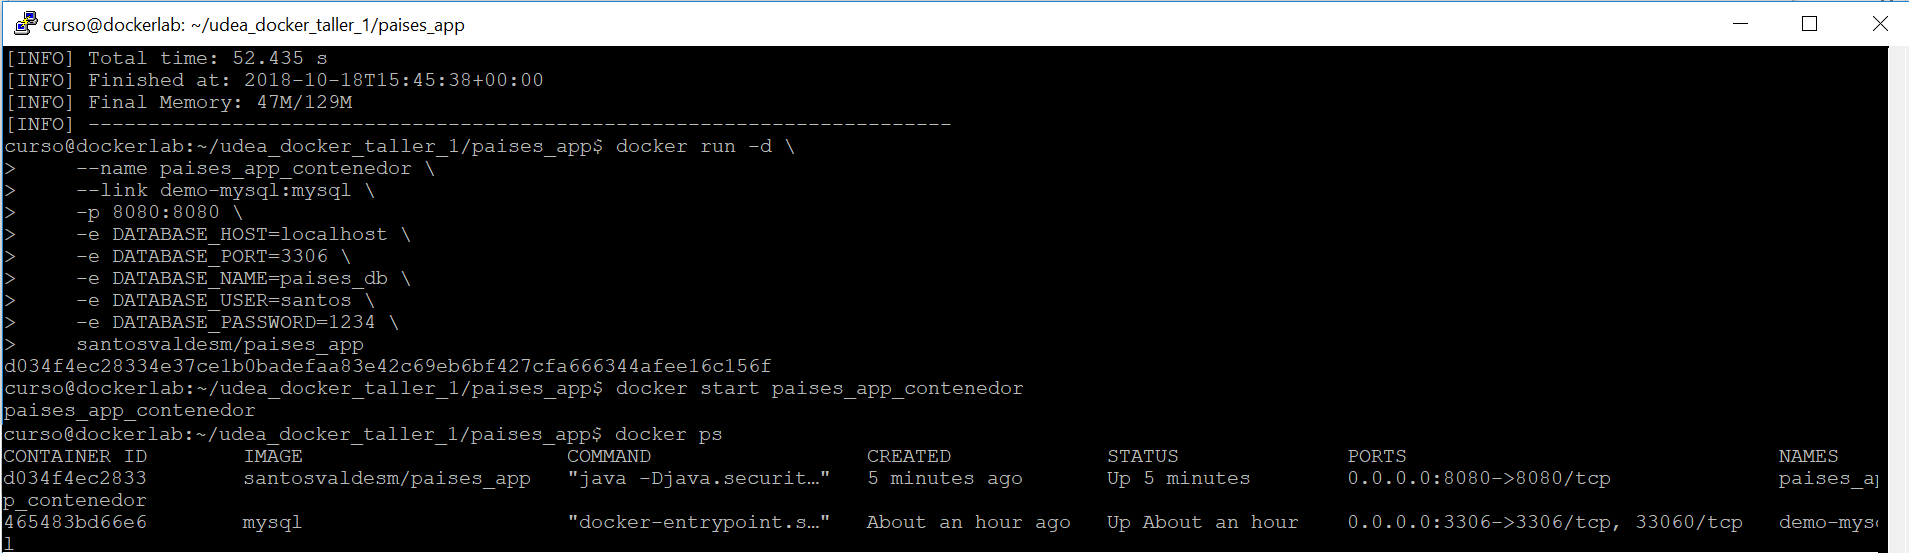 curso@dockerlab: ~/udea_docker_taller_1/paises_app
[INFO] Total time: 52.435 s
[INFO] Finished at: 2018-10-18T15:45:38+00:00
[INFO] Final Memory: 47M/129M
[INFO] ------------------------------------------------------------------------
curso@dockerlab:~/udea_docker_taller_1/paises_app$ docker run -d \
>     --name paises_app_contenedor \
>     --link demo-mysql:mysql \
>     -p 8080:8080 \
>     -e DATABASE_HOST=localhost \
>     -e DATABASE_PORT=3306 \
>     -e DATABASE_NAME=paises_db \
>     -e DATABASE_USER=santos \
>     -e DATABASE_PASSWORD=1234 \
>     santosvaldesm/paises_app
d034f4ec28334e37ce1b0badefaa83e42c69eb6bf427cfa666344afee16c156f
curso@dockerlab:~/udea_docker_taller_1/paises_app$ docker start paises_app_contenedor
paises_app_contenedor
curso@dockerlab:~/udea_docker_taller_1/paises_app$ docker ps
CONTAINER ID        IMAGE                      COMMAND                  CREATED             STATUS              PORTS                               NAMES
d034f4ec2833        santosvaldesm/paises_app   "java -Djava.securit…"   5 minutes ago       Up 5 minutes        0.0.0.0:8080->8080/tcp              paises_ap
p_contenedor
465483bd66e6        mysql                      "docker-entrypoint.s…"   About an hour ago   Up About an hour    0.0.0.0:3306->3306/tcp, 33060/tcp   demo-mysq
l